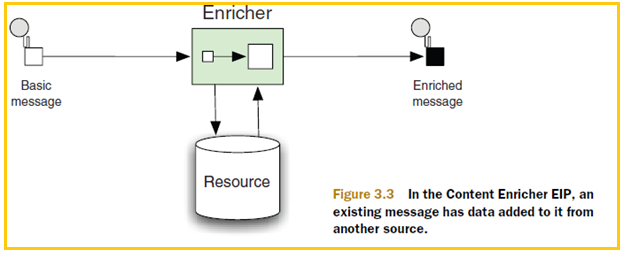 Enricher
Basic
message
Enriched
message
Resource
Figure 3.3 In the Content Enricher EIP, an
existing message has data added to it from
another source.